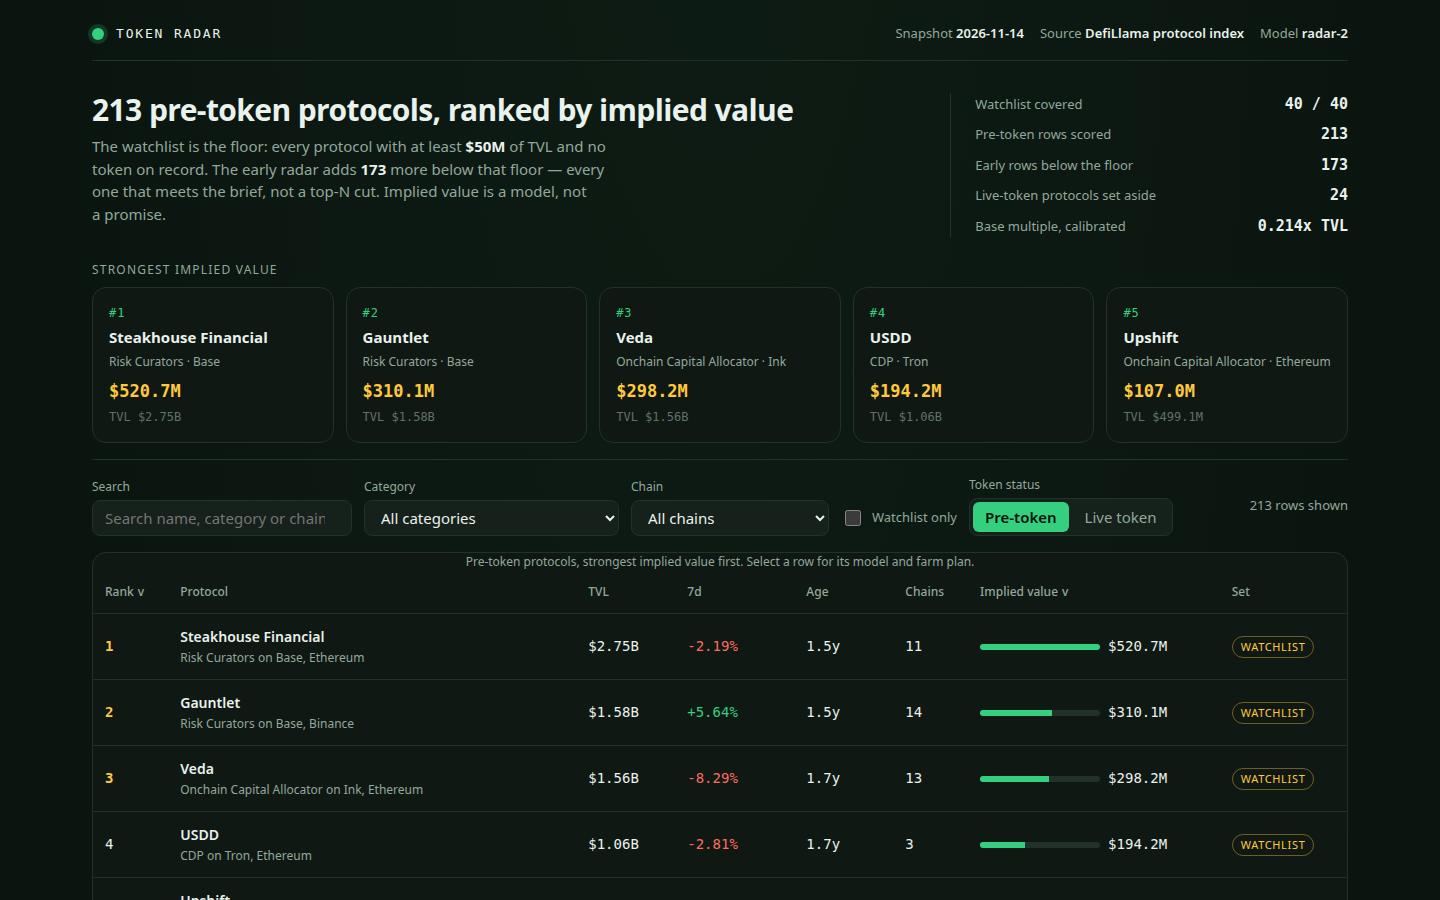 TOKEN RADAR
Snapshot 2026-11-14 Source DefiLlama protocol index Model radar-2
213 pre-token protocols, ranked by implied value
The watchlist is the floor: every protocol with at least $50M of TVL and no
token on record. The early radar adds 173 more below that floor — every
one that meets the brief, not a top-N cut. Implied value is a model, not
a promise.
Watchlist covered 40 / 40
Pre-token rows scored 213
Early rows below the floor 173
Live-token protocols set aside 24
Base multiple, calibrated 0.214x TVL
STRONGEST IMPLIED VALUE
#1
Steakhouse Financial
Risk Curators · Base
$520.7M
TVL $2.75B
#2
Gauntlet
Risk Curators · Base
$310.1M
TVL $1.58B
#3
Veda
Onchain Capital Allocator · Ink
$298.2M
TVL $1.56B
#4
USDD
CDP · Tron
$194.2M
TVL $1.06B
#5
Upshift
Onchain Capital Allocator · Ethereum
$107.0M
TVL $499.1M
Search
Search name, category or chain
Category
All categories
Chain
All chains
Watchlist only
Token status
Pre-token Live token
213 rows shown
Pre-token protocols, strongest implied value first. Select a row for its model and farm plan.
Rank v Protocol TVL 7d Age Chains Implied value v Set
1 Steakhouse Financial $2.75B -2.19% 1.5y 11 $520.7M WATCHLIST
Risk Curators on Base, Ethereum
2 Gauntlet $1.58B +5.64% 1.5y 14 $310.1M WATCHLIST
Risk Curators on Base, Binance
3 Veda $1.56B -8.29% 1.7y 13 $298.2M WATCHLIST
Onchain Capital Allocator on Ink, Ethereum
4 USDD $1.06B -2.81% 1.7y 3 $194.2M WATCHLIST
CDP on Tron, Ethereum
Upshift